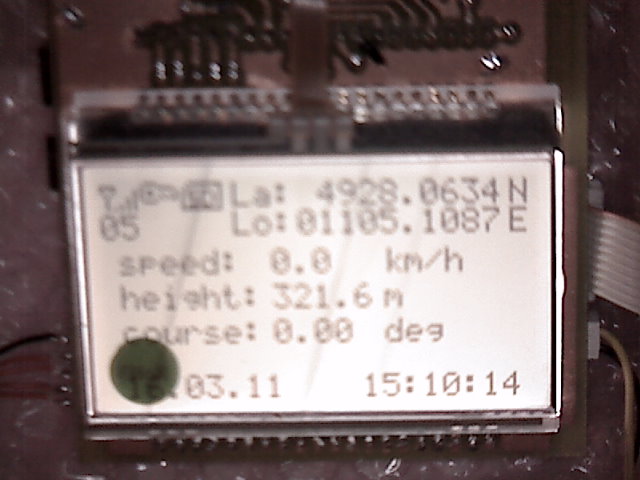 La: 4928.0634 N
05 Lo: 01105.1087 E
speed: 0.0 km/h
height: 321.6 m
course: 0.00 deg
16.03.11 15:10:14